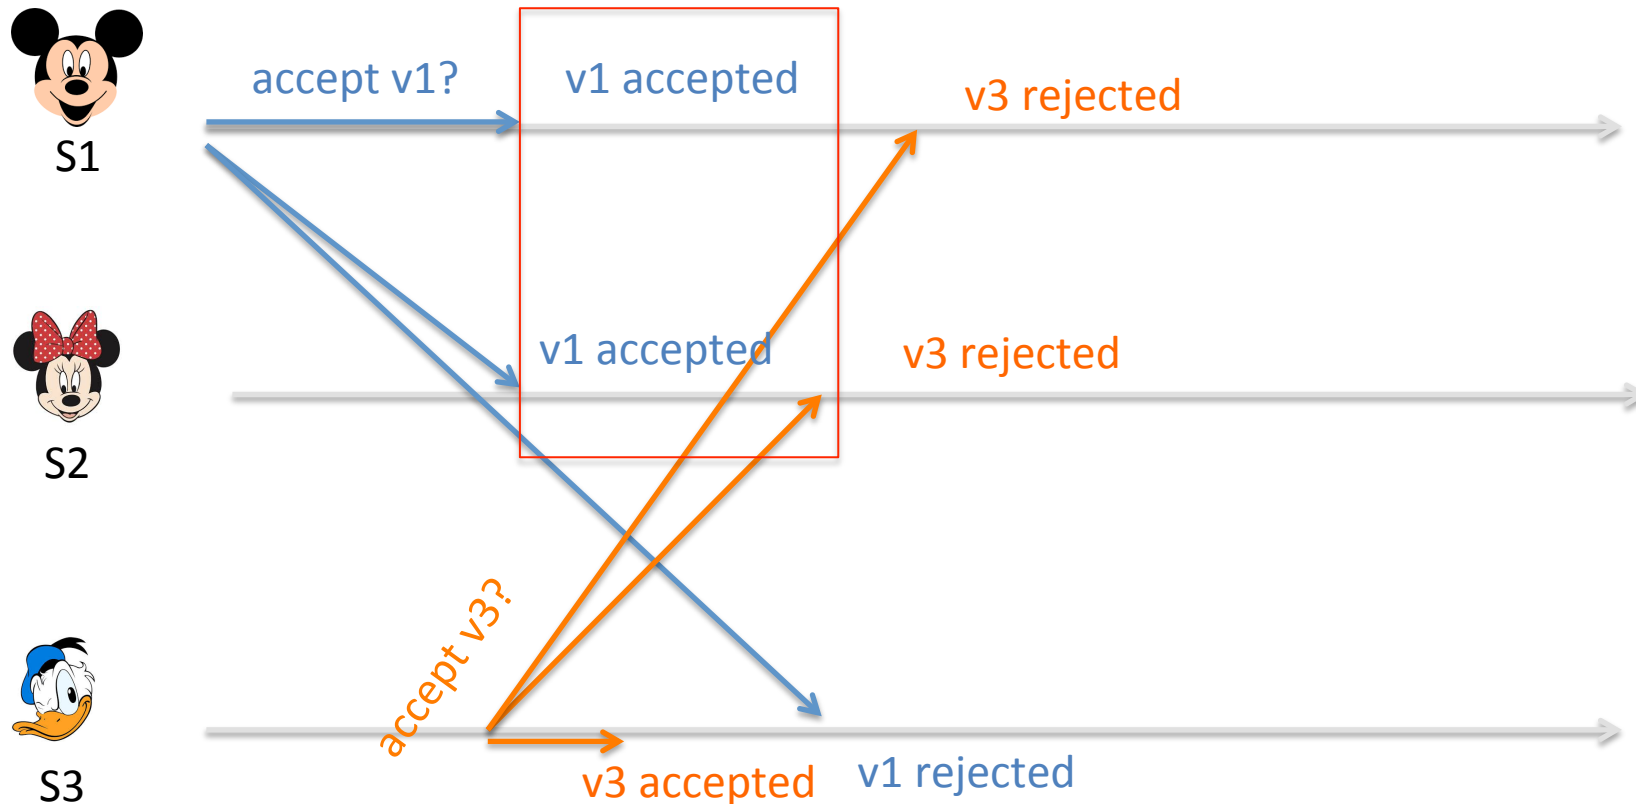 accept v1?
v1 accepted
v3 rejected
S1
v1 accepted
v3 rejected
S2
accept v3?
v3 accepted
v1 rejected
S3